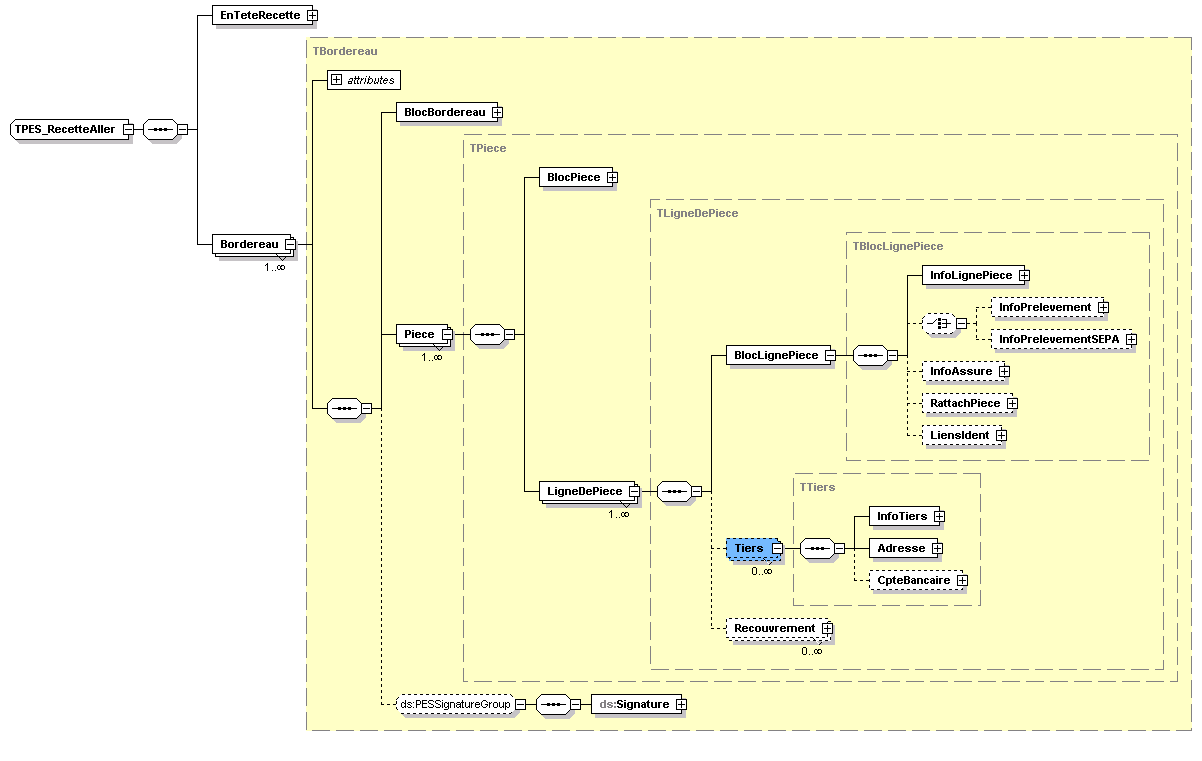 EnTeteRecette
TBordereau
attributes
BlocBordereau
TPES_RecetteAller
TPiece
BlocPiece
TLigneDePiece
TBlocLignePiece
Bordereau
1..∞
InfoLignePiece
InfoPrelevement
Piece
1..∞
InfoPrelevementSEPA
BlocLignePiece
InfoAssure
RattachPiece
LiensIdent
LigneDePiece
1..∞
TTiers
InfoTiers
Tiers
0..∞
Adresse
CpteBancaire
Recouvrement
0..∞
ds:PESSignatureGroup
ds:Signature